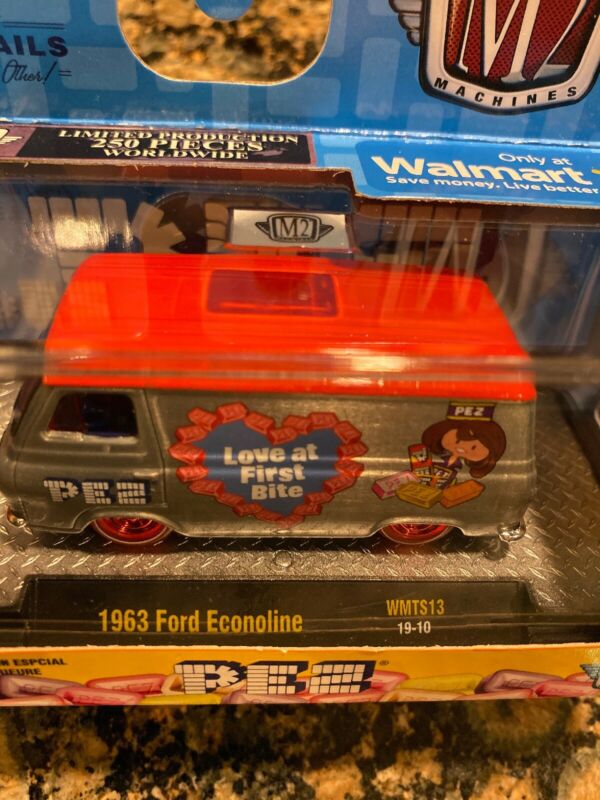 AILS
Other!
M2
MACHINES
LIMITED PRODUCTION
250 PIECES
WORLDWIDE
Only at
Walmart
Save money. Live better
M2
PEZ
Love at
First
Bite
PEZ
1963 Ford Econoline
WMTS13
19-10
N ESPCIAL
IEURE
PEZ®